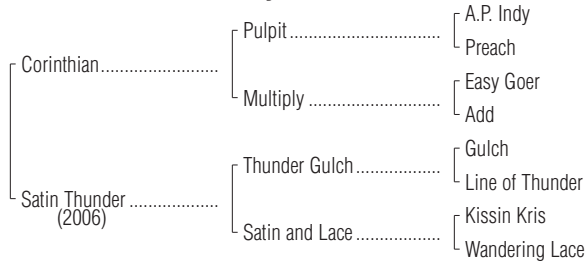 A.P. Indy
Pulpit
Preach
Corinthian
Easy Goer
Multiply
Add
Gulch
Thunder Gulch
Line of Thunder
Satin Thunder
(2006)
Kissin Kris
Satin and Lace
Wandering Lace